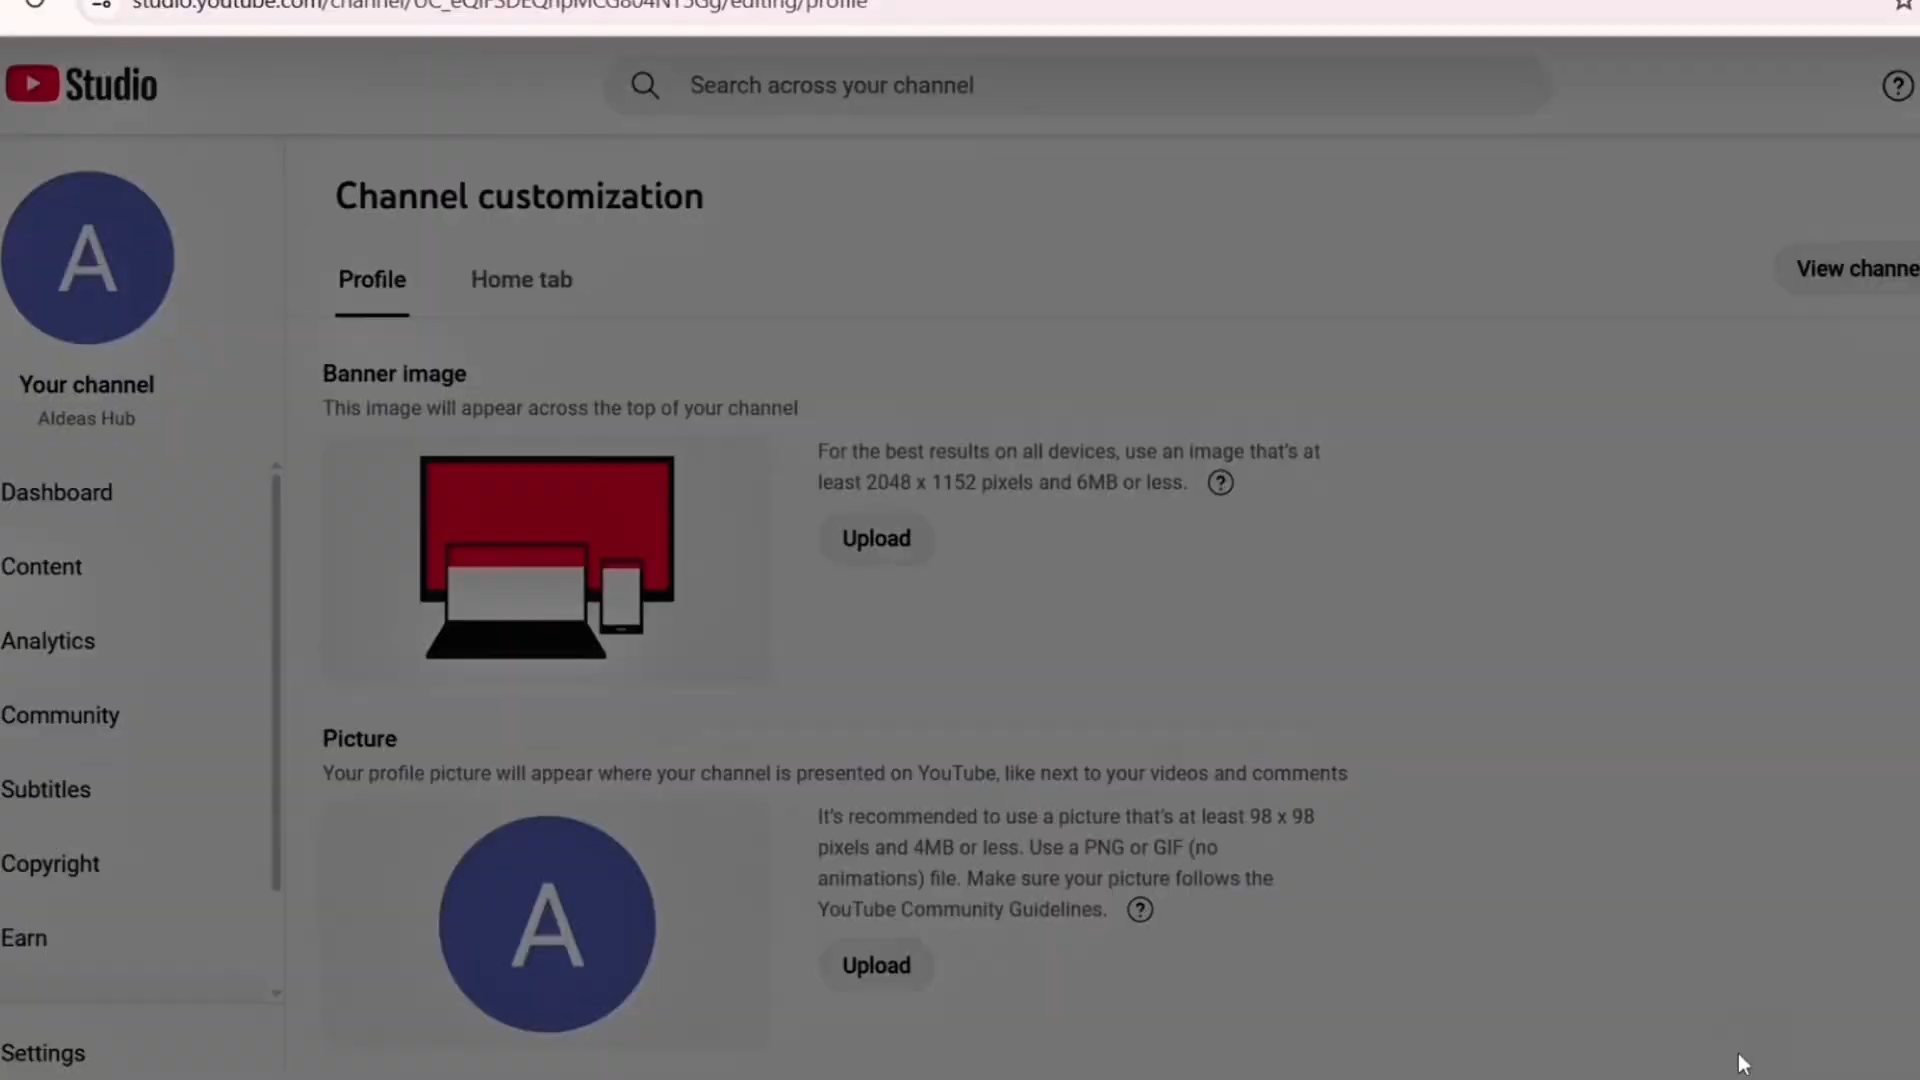 Studio
Search across your channel
A
Your channel
AIdeas Hub
Dashboard
Content
Analytics
Community
Subtitles
Copyright
Earn
Settings
Channel customization
Profile
Home tab
View channe
Banner image
This image will appear across the top of your channel
For the best results on all devices, use an image that's at
least 2048 x 1152 pixels and 6MB or less.
Upload
Picture
Your profile picture will appear where your channel is presented on YouTube, like next to your videos and comments
A
It's recommended to use a picture that's at least 98 x 98
pixels and 4MB or less. Use a PNG or GIF (no
animations) file. Make sure your picture follows the
YouTube Community Guidelines.
Upload